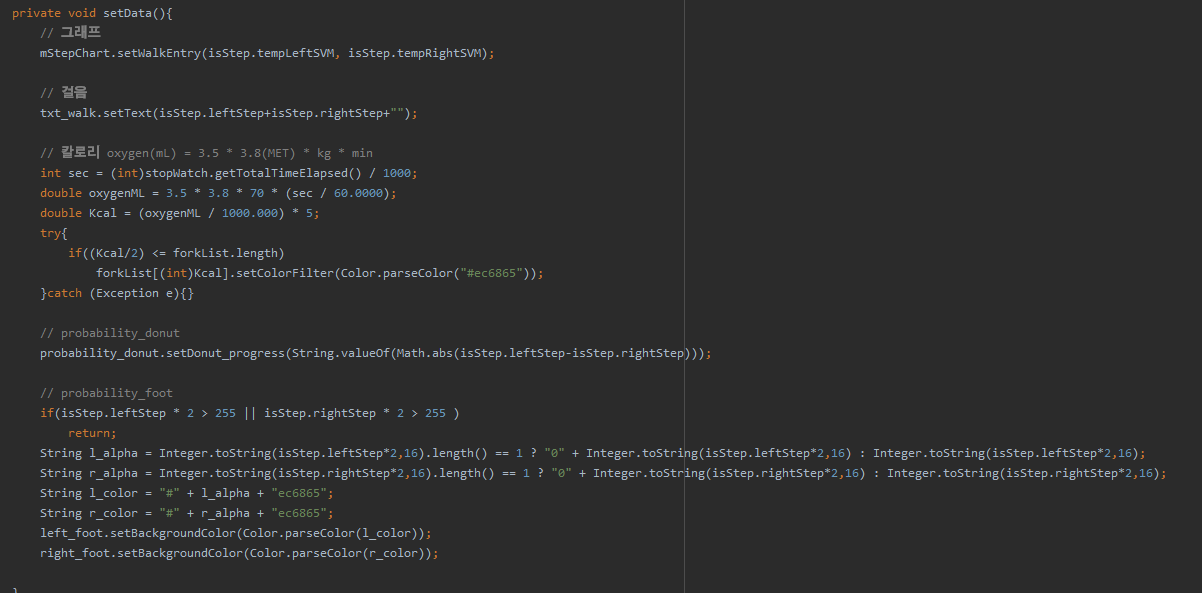 private void setData(){
// 그래프
mStepChart.setWalkEntry(isStep.tempLeftSVM, isStep.tempRightSVM);
// 걸음
txt_walk.setText(isStep.leftStep+isStep.rightStep+"");
// 칼로리 oxygen(mL) = 3.5 * 3.8(MET) * kg * min
int sec = (int)stopWatch.getTotalTimeElapsed() / 1000;
double oxygenML = 3.5 * 3.8 * 70 * (sec / 60.0000);
double Kcal = (oxygenML / 1000.000) * 5;
try{
if((Kcal/2) <= forkList.length)
forkList[(int)Kcal].setColorFilter(Color.parseColor("#ec6865"));
}catch (Exception e){}
// probability_donut
probability_donut.setDonut_progress(String.valueOf(Math.abs(isStep.leftStep-isStep.rightStep)));
// probability_foot
if(isStep.leftStep * 2 > 255 || isStep.rightStep * 2 > 255 )
return;
String l_alpha = Integer.toString(isStep.leftStep*2,16).length() == 1 ? "0" + Integer.toString(isStep.leftStep*2,16) : Integer.toString(isStep.leftStep*2,16);
String r_alpha = Integer.toString(isStep.rightStep*2,16).length() == 1 ? "0" + Integer.toString(isStep.rightStep*2,16) : Integer.toString(isStep.rightStep*2,16);
String l_color = "#" + l_alpha + "ec6865";
String r_color = "#" + r_alpha + "ec6865";
left_foot.setBackgroundColor(Color.parseColor(l_color));
right_foot.setBackgroundColor(Color.parseColor(r_color));
}